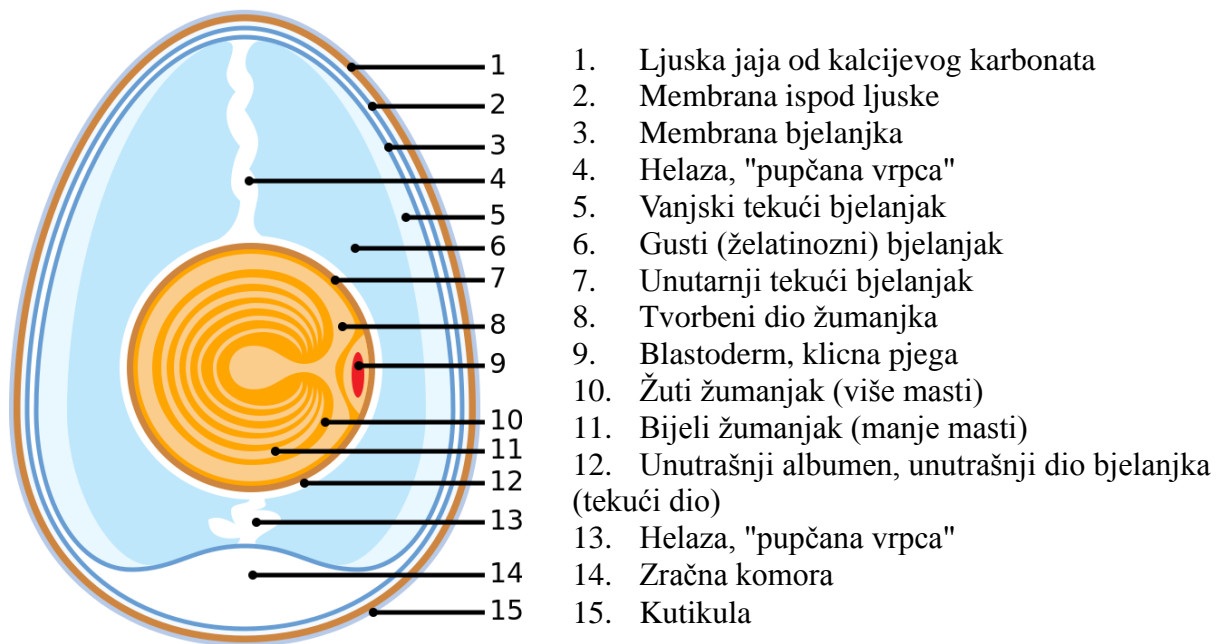 1
2
3
4
5
6
7
8
9
10
11
12
13
14
15
1. Ljuska jaja od kalcijevog karbonata
2. Membrana ispod ljuske
3. Membrana bjelanjka
4. Helaza, "pupčana vrpca"
5. Vanjski tekući bjelanjak
6. Gusti (želatinozni) bjelanjak
7. Unutarnji tekući bjelanjak
8. Tvorbeni dio žumanjka
9. Blastoderm, klicna pjega
10. Žuti žumanjak (više masti)
11. Bijeli žumanjak (manje masti)
12. Unutrašnji albumen, unutrašnji dio bjelanjka
(tekući dio)
13. Helaza, "pupčana vrpca"
14. Zračna komora
15. Kutikula